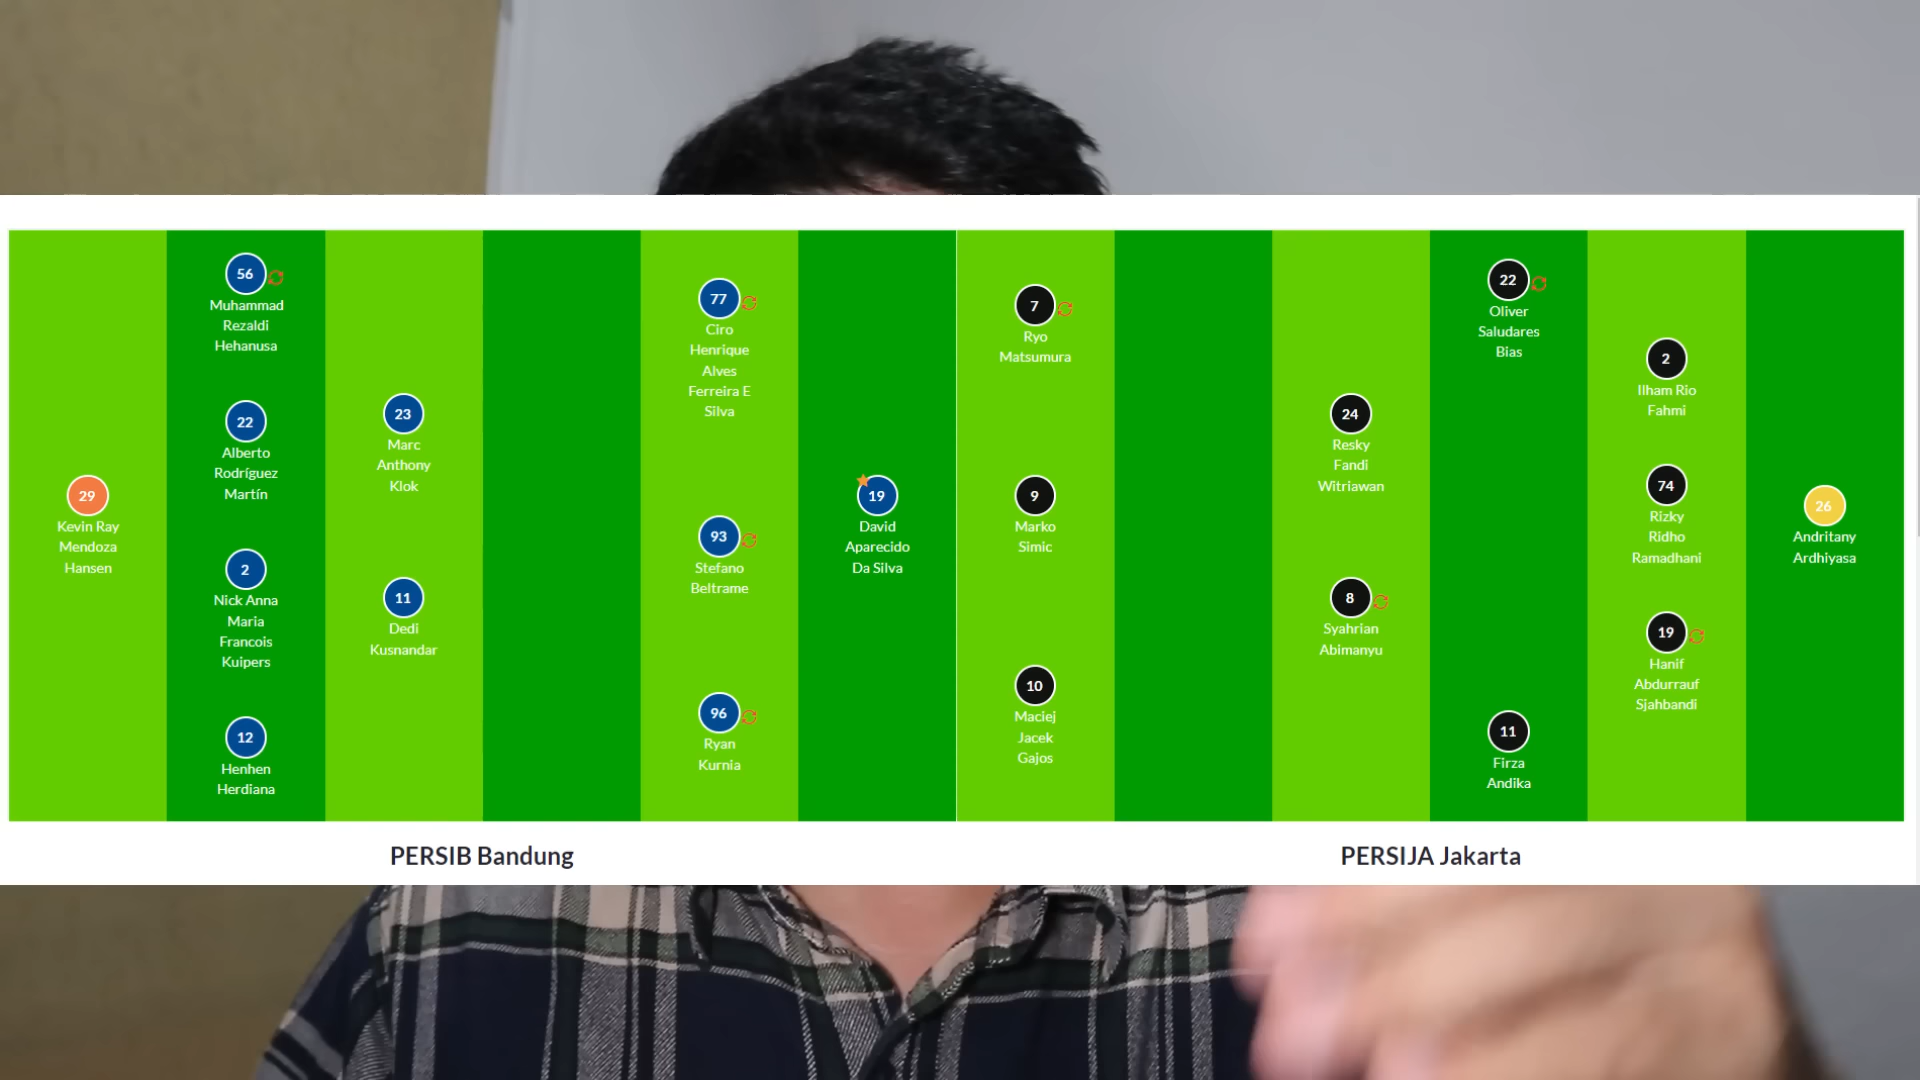 29
Kevin Ray
Mendoza
Hansen
56
Muhammad
Rezaldi
Hehanusa
22
Alberto
Rodríguez
Martín
2
Nick Anna
Maria
Francois
Kuipers
12
Henhen
Herdiana
23
Marc
Anthony
Klok
11
Dedi
Kusnandar
77
Ciro
Henrique
Alves
Ferreira E
Silva
93
Stefano
Beltrame
96
Ryan
Kurnia
19
David
Aparecido
Da Silva
7
Ryo
Matsumura
9
Marko
Simic
10
Maciej
Jacek
Gajos
24
Resky
Fandi
Witriawan
8
Syahrian
Abimanyu
22
Oliver
Saludares
Bias
11
Firza
Andika
2
Ilham Rio
Fahmi
74
Rizky
Ridho
Ramadhani
19
Hanif
Abdurrauf
Sjahbandi
26
Andritany
Ardhiyasa
PERSIB Bandung
PERSIJA Jakarta